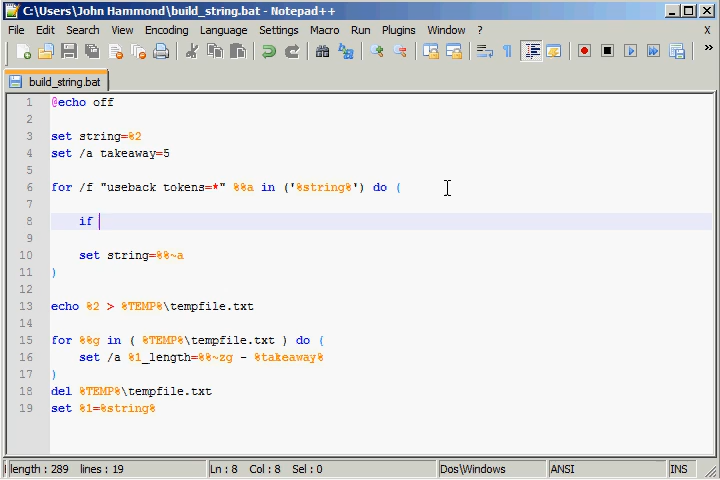 C:\Users\John Hammond\build_string.bat - Notepad++
File Edit Search View Encoding Language Settings Macro Run Plugins Window ? X
build_string.bat
1 @echo off
2
3 set string=%2
4 set /a takeaway=5
5
6 for /f "useback tokens=*" %%a in ('%string%') do (
7
8 if
9
10 set string=%%~a
11 )
12
13 echo %2 > %TEMP%\tempfile.txt
14
15 for %%g in ( %TEMP%\tempfile.txt ) do (
16 set /a %1_length=%%~zg - %takeaway%
17 )
18 del %TEMP%\tempfile.txt
19 set %1=%string%
length : 289 lines : 19 Ln : 8 Col : 8 Sel : 0 Dos\Windows ANSI INS